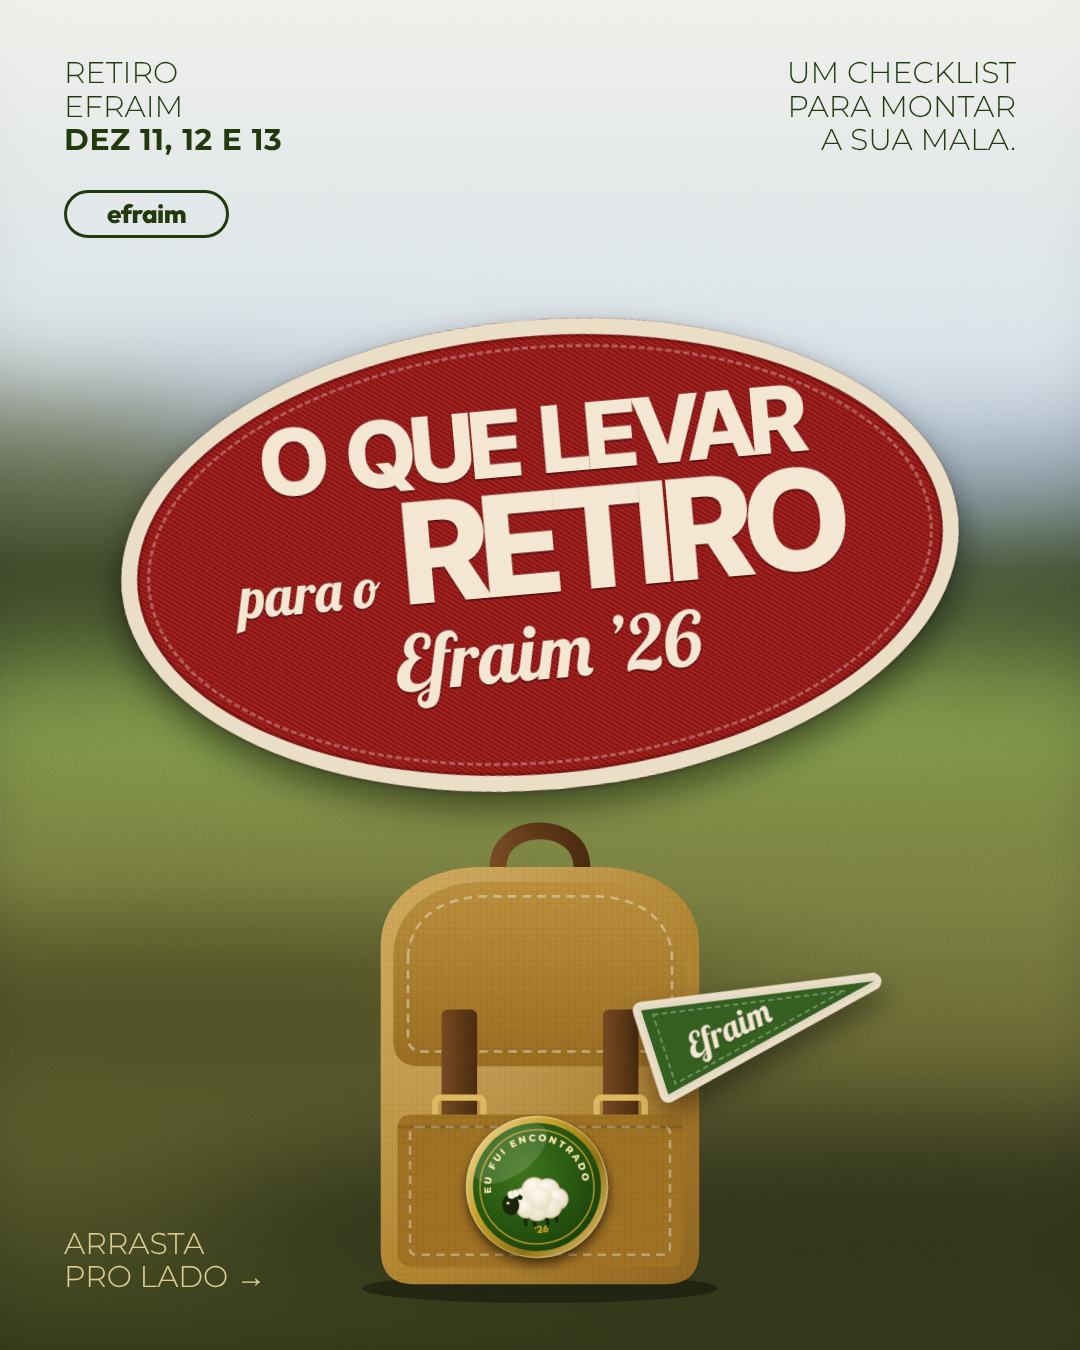 RETIRO
EFRAIM
DEZ 11, 12 E 13
efraim
UM CHECKLIST
PARA MONTAR
A SUA MALA.
O QUE LEVAR
para o RETIRO
Efraim ’26
Efraim
EU FUI ENCONTRADO
'26
ARRASTA
PRO LADO →